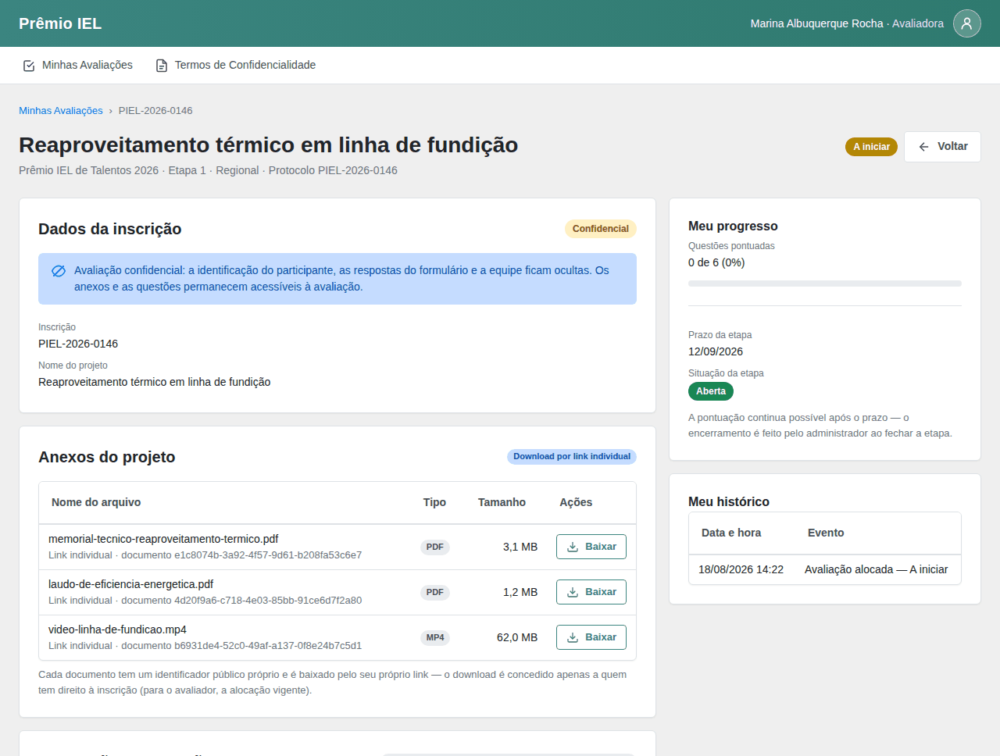 Prêmio IEL
Marina Albuquerque Rocha · Avaliadora
Minhas Avaliações
Termos de Confidencialidade
Minhas Avaliações › PIEL-2026-0146
Reaproveitamento térmico em linha de fundição
A iniciar
Voltar
Prêmio IEL de Talentos 2026 · Etapa 1 · Regional · Protocolo PIEL-2026-0146
Dados da inscrição
Confidencial
Avaliação confidencial: a identificação do participante, as respostas do formulário e a equipe ficam ocultas. Os
anexos e as questões permanecem acessíveis à avaliação.
Inscrição
PIEL-2026-0146
Nome do projeto
Reaproveitamento térmico em linha de fundição
Anexos do projeto
Download por link individual
Nome do arquivo Tipo Tamanho Ações
memorial-tecnico-reaproveitamento-termico.pdf
Link individual · documento e1c8074b-3a92-4f57-9d61-b208fa53c6e7
PDF 3,1 MB Baixar
laudo-de-eficiencia-energetica.pdf
Link individual · documento 4d20f9a6-c718-4e03-85bb-91ce6d7f2a80
PDF 1,2 MB Baixar
video-linha-de-fundicao.mp4
Link individual · documento b6931de4-52c0-49af-a137-0f8e24b7c5d1
MP4 62,0 MB Baixar
Cada documento tem um identificador público próprio e é baixado pelo seu próprio link — o download é concedido apenas a quem
tem direito à inscrição (para o avaliador, a alocação vigente).
Meu progresso
Questões pontuadas
0 de 6 (0%)
Prazo da etapa
12/09/2026
Situação da etapa
Aberta
A pontuação continua possível após o prazo — o
encerramento é feito pelo administrador ao fechar a etapa.
Meu histórico
Data e hora Evento
18/08/2026 14:22 Avaliação alocada — A iniciar